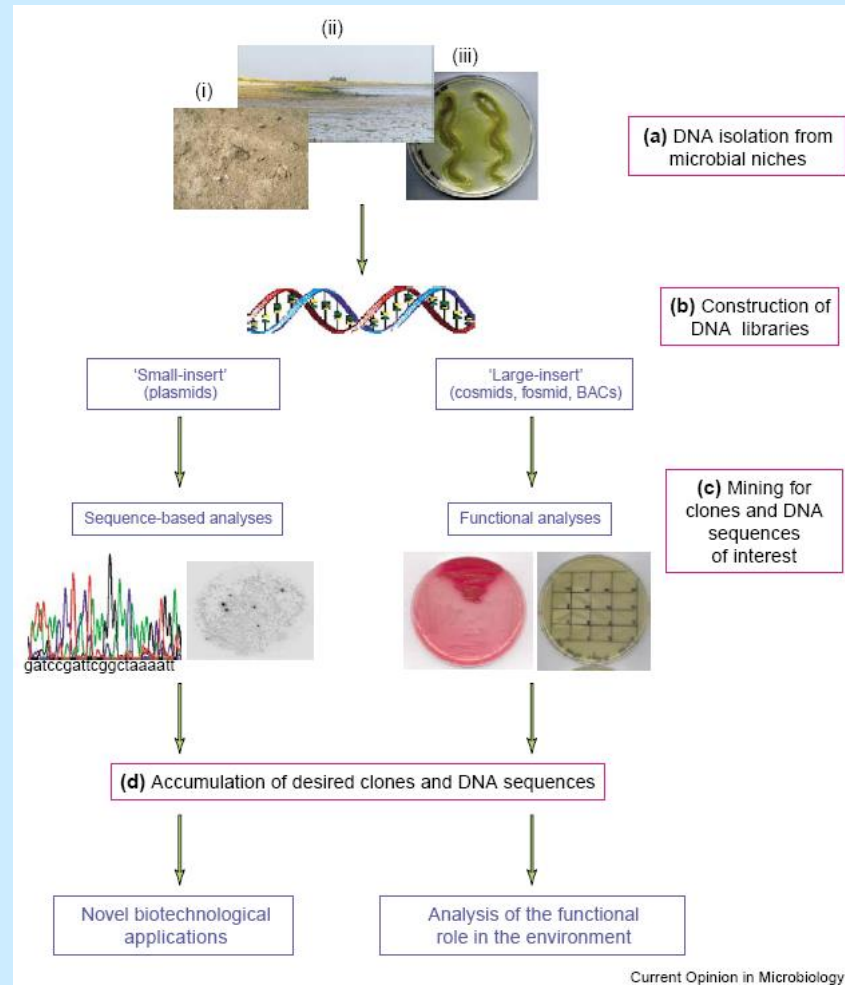 (ii)
(i)
(iii)
(a) DNA isolation from
microbial niches
(b) Construction of
DNA libraries
'Small-insert'
(plasmids)
'Large-insert'
(cosmids, fosmid, BACs)
(c) Mining for
clones and DNA
sequences
of interest
Sequence-based analyses
Functional analyses
gatccgattcggctaaaatt
(d) Accumulation of desired clones and DNA sequences
Novel biotechnological
applications
Analysis of the functional
role in the environment
Current Opinion in Microbiology